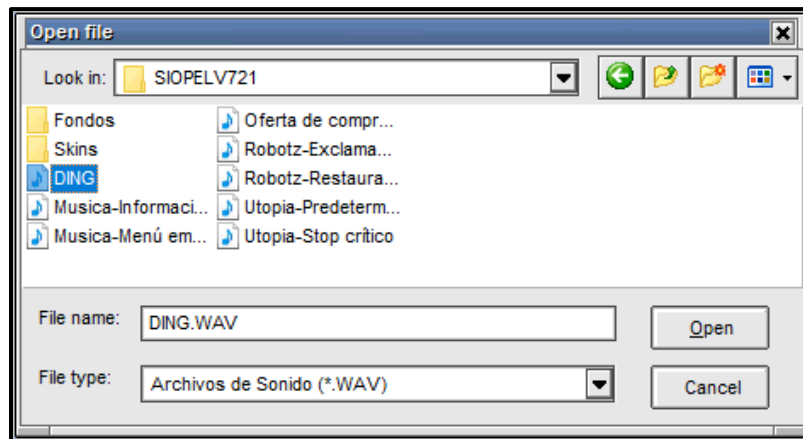 Open file
Look in: SIOPELV721
Fondos
Skins
DING
Musica-Informaci...
Musica-Menú em...
Oferta de compr...
Robotz-Exclama...
Robotz-Restaura...
Utopia-Predeterm...
Utopia-Stop crítico
File name: DING.WAV
Open
File type: Archivos de Sonido (*.WAV)
Cancel